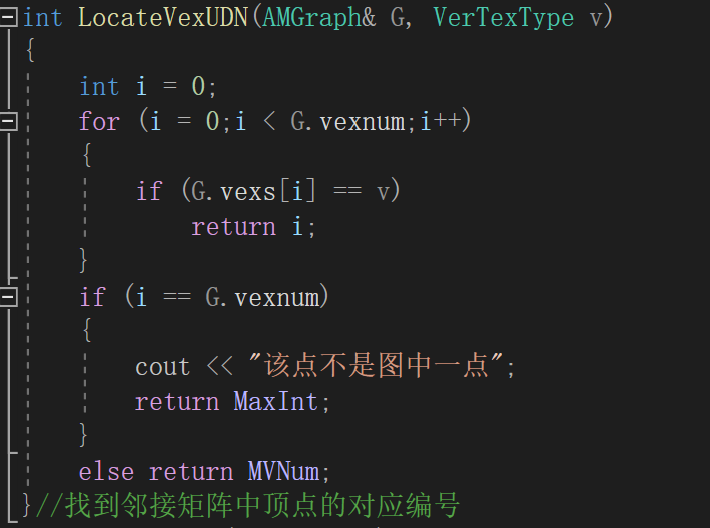 int LocateVexUDN(AMGraph& G, VerTexType v)
{
int i = 0;
for (i = 0;i < G.vexnum;i++)
{
if (G.vexs[i] == v)
return i;
}
if (i == G.vexnum)
{
cout << "该点不是图中一点";
return MaxInt;
}
else return MVNum;
}//找到邻接矩阵中顶点的对应编号